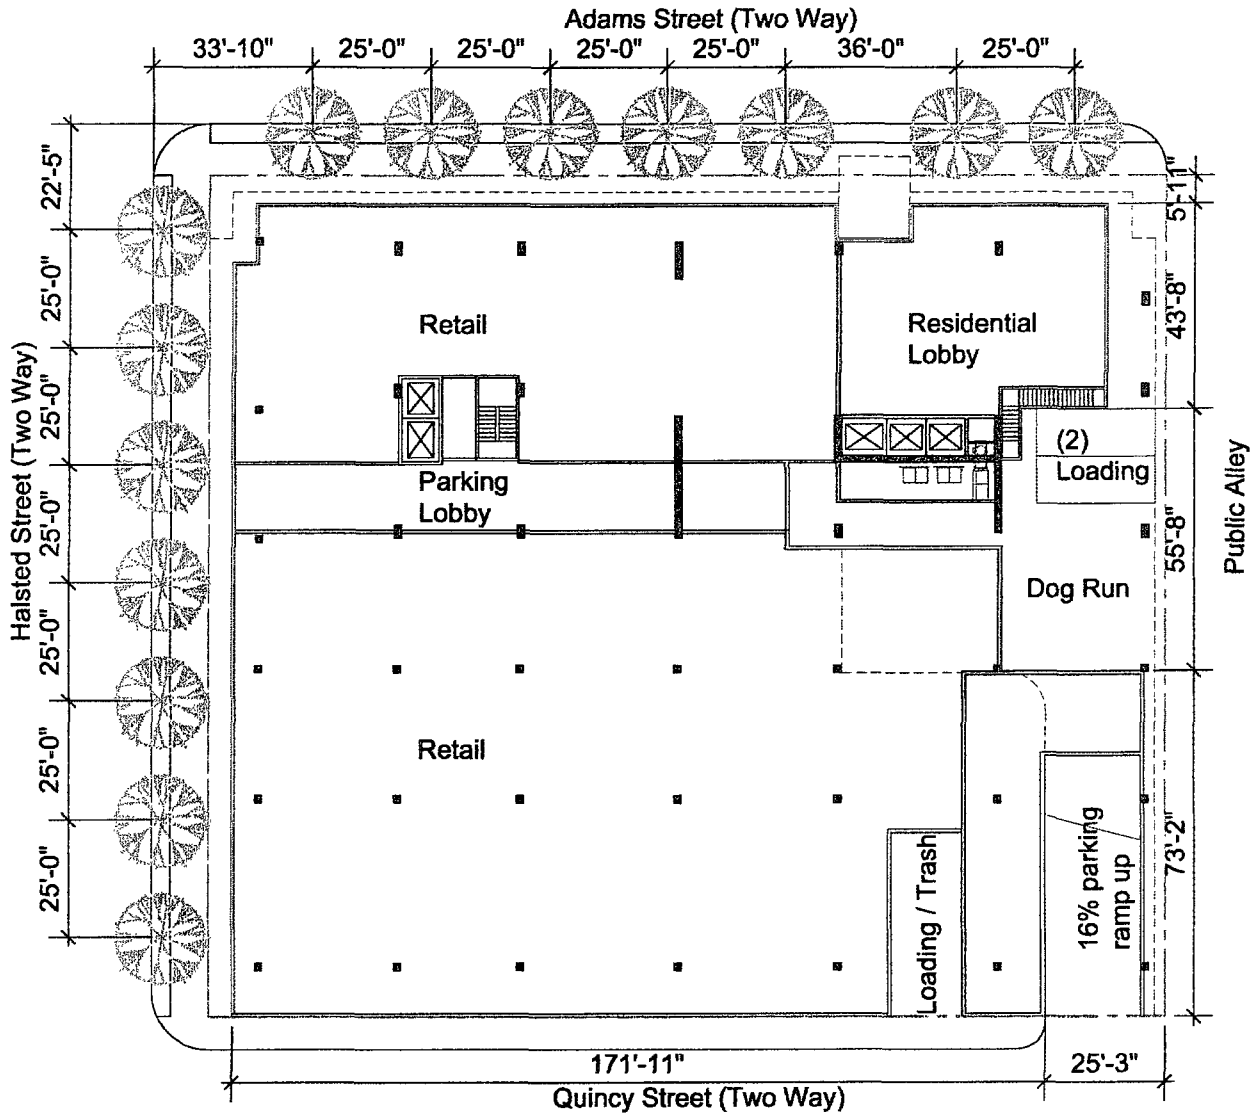 Adams Street (Two Way)
33'-10" 25'-0" 25'-0" 25'-0" 25'-0" 36'-0" 25'-0"
22'-5"
25'-0"
25'-0"
25'-0"
25'-0"
25'-0"
25'-0"
Halsted Street (Two Way)
5'-11"
43'-8"
55'-8"
73'-2"
Public Alley
Retail
Residential
Lobby
(2)
Loading
Parking
Lobby
Dog Run
Retail
Loading / Trash
16% parking
ramp up
171'-11" 25'-3"
Quincy Street (Two Way)